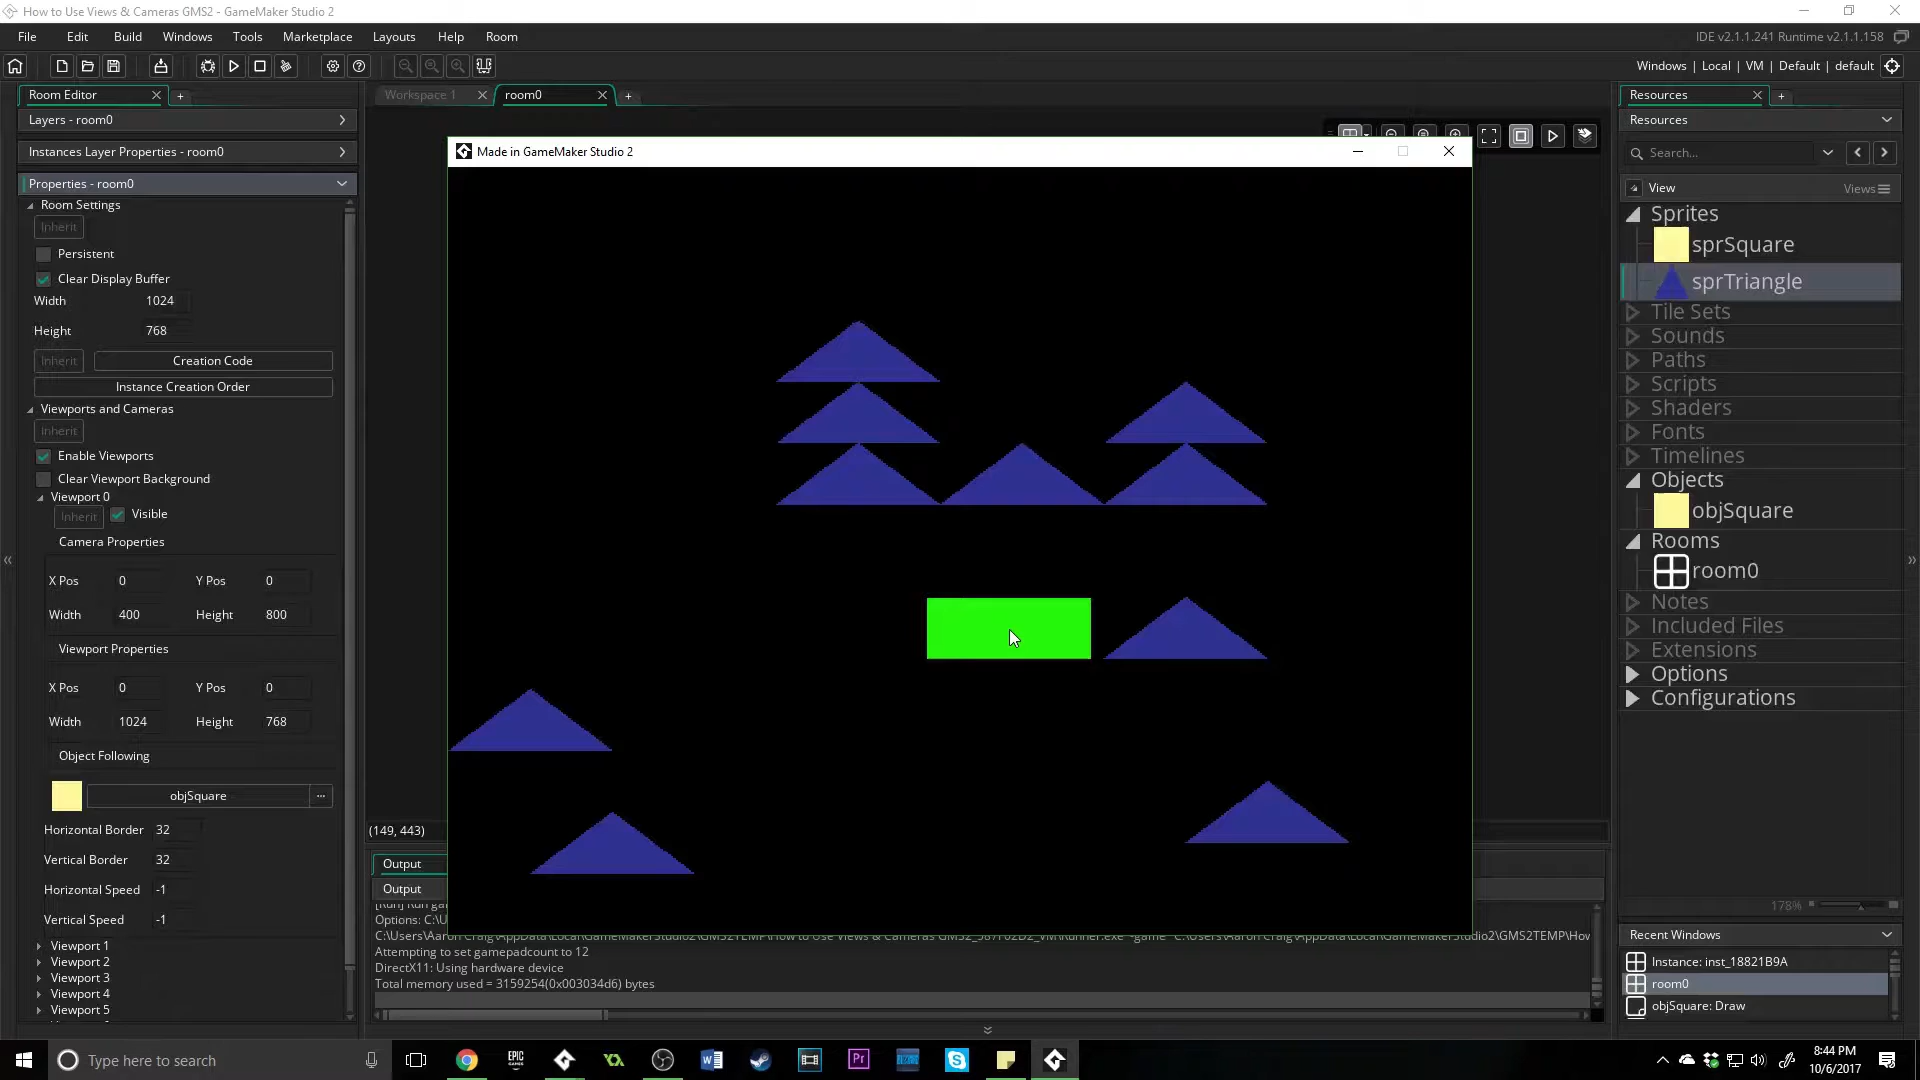 How to Use Views & Cameras GMS2 - GameMaker Studio 2
File Edit Build Windows Tools Marketplace Layouts Help Room
IDE v2.1.1.241 Runtime v2.1.1.158
Windows | Local | VM | Default | default
Room Editor
Layers - room0
Instances Layer Properties - room0
Properties - room0
Room Settings
Inherit
Persistent
Clear Display Buffer
Width 1024
Height 768
Inherit Creation Code
Instance Creation Order
Viewports and Cameras
Inherit
Enable Viewports
Clear Viewport Background
Viewport 0
Inherit Visible
Camera Properties
X Pos 0 Y Pos 0
Width 400 Height 800
Viewport Properties
X Pos 0 Y Pos 0
Width 1024 Height 768
Object Following
objSquare ...
Horizontal Border 32
Vertical Border 32
Horizontal Speed -1
Vertical Speed -1
Viewport 1
Viewport 2
Viewport 3
Viewport 4
Viewport 5
Workspace 1
room0
Made in GameMaker Studio 2
(149, 443)
Output
Output
Options: C:\U
Attempting to set gamepadcount to 12
DirectX11: Using hardware device
Total memory used = 3159254(0x003034d6) bytes
Resources
Resources
Search...
View Views
Sprites
sprSquare
sprTriangle
Tile Sets
Sounds
Paths
Scripts
Shaders
Fonts
Timelines
Objects
objSquare
Rooms
room0
Notes
Included Files
Extensions
Options
Configurations
178%
Recent Windows
Instance: inst_18821B9A
room0
objSquare: Draw
Type here to search
EPIC
GAMES
Pr
8:44 PM
10/6/2017